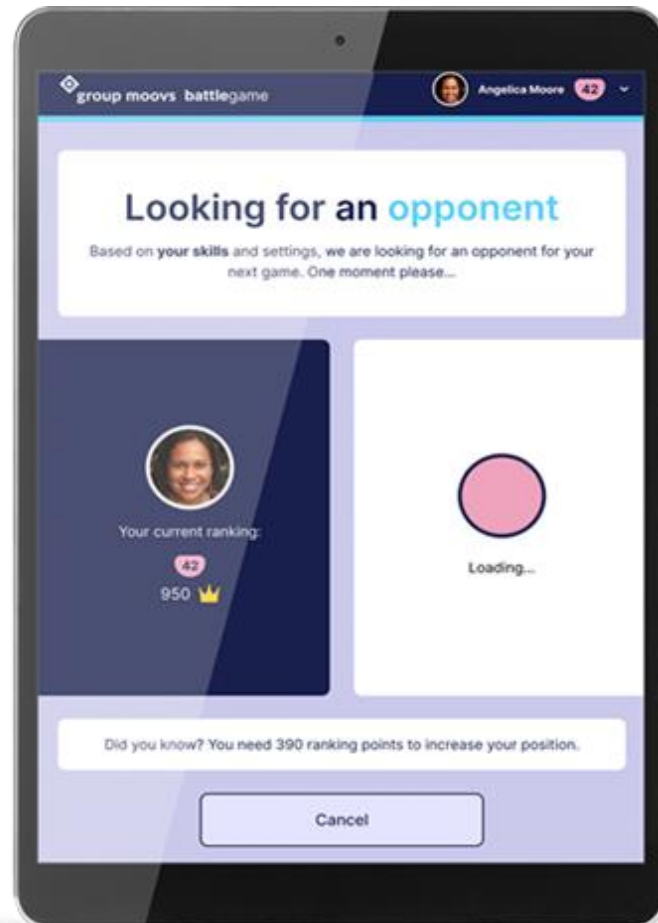 group moovs battlegame
Angelica Moore 42
Looking for an opponent
Based on your skills and settings, we are looking for an opponent for your
next game. One moment please...
Your current ranking:
42
950
Loading...
Did you know? You need 390 ranking points to increase your position.
Cancel